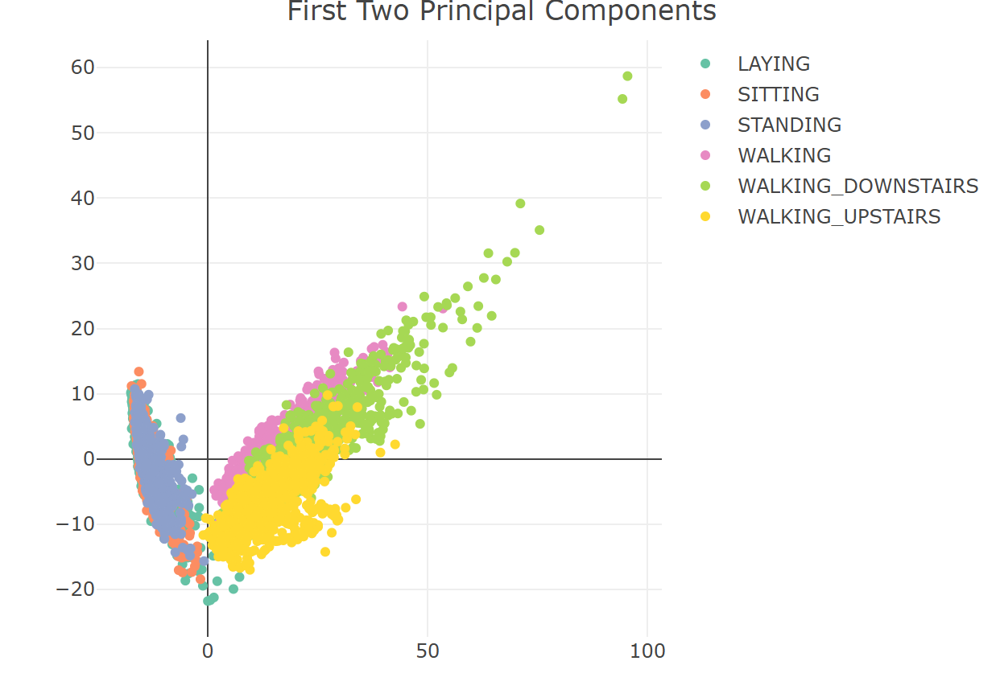 First Two Principal Components
60
50
40
30
20
10
0
−10
−20
0
50
100
LAYING
SITTING
STANDING
WALKING
WALKING_DOWNSTAIRS
WALKING_UPSTAIRS